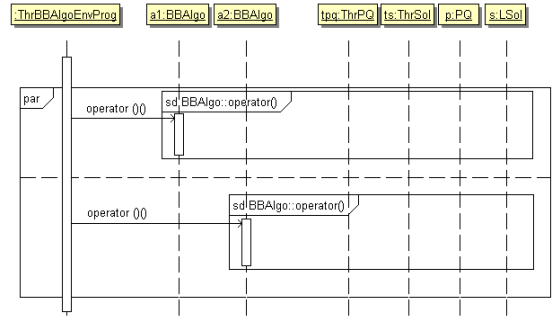 :ThrBBAlgoEnvProg a1:BBAlgo a2:BBAlgo tpq:ThrPQ ts:ThrSol p:PQ s:LSol
par
sd BBAlgo::operator()
operator ()()
sd BBAlgo::operator()
operator ()()